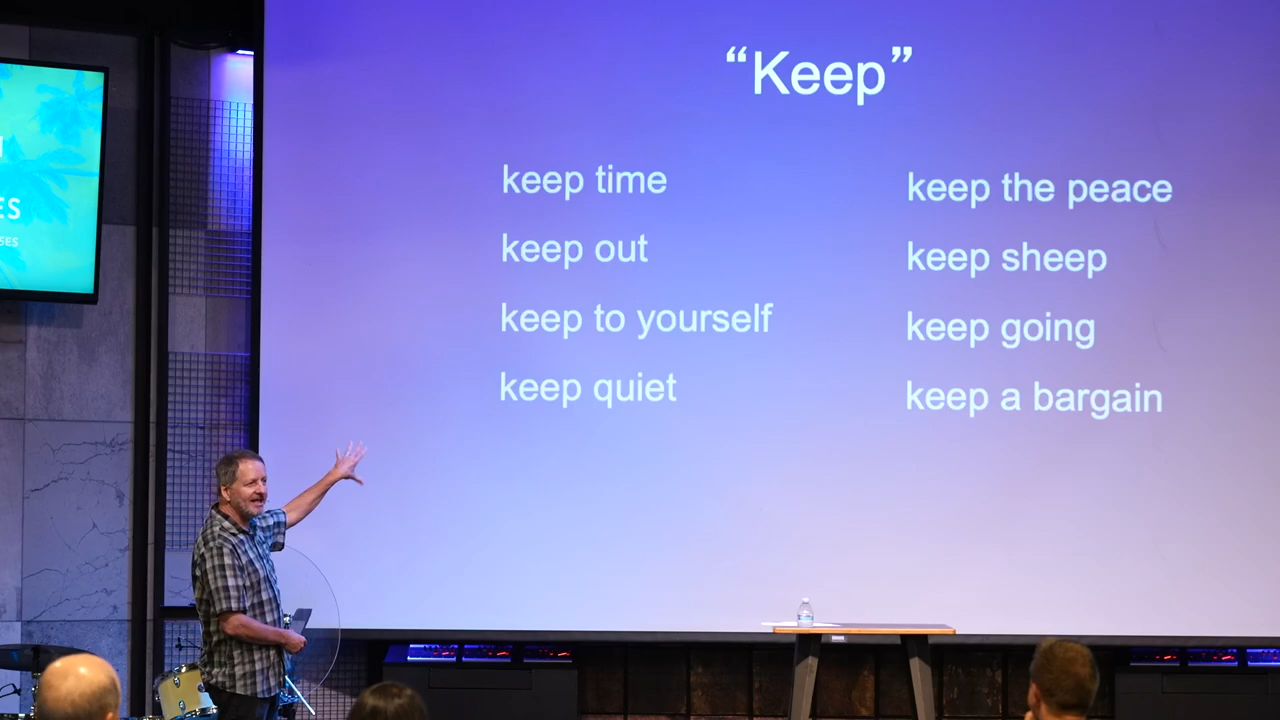 “Keep”
keep time
keep out
keep to yourself
keep quiet
keep the peace
keep sheep
keep going
keep a bargain